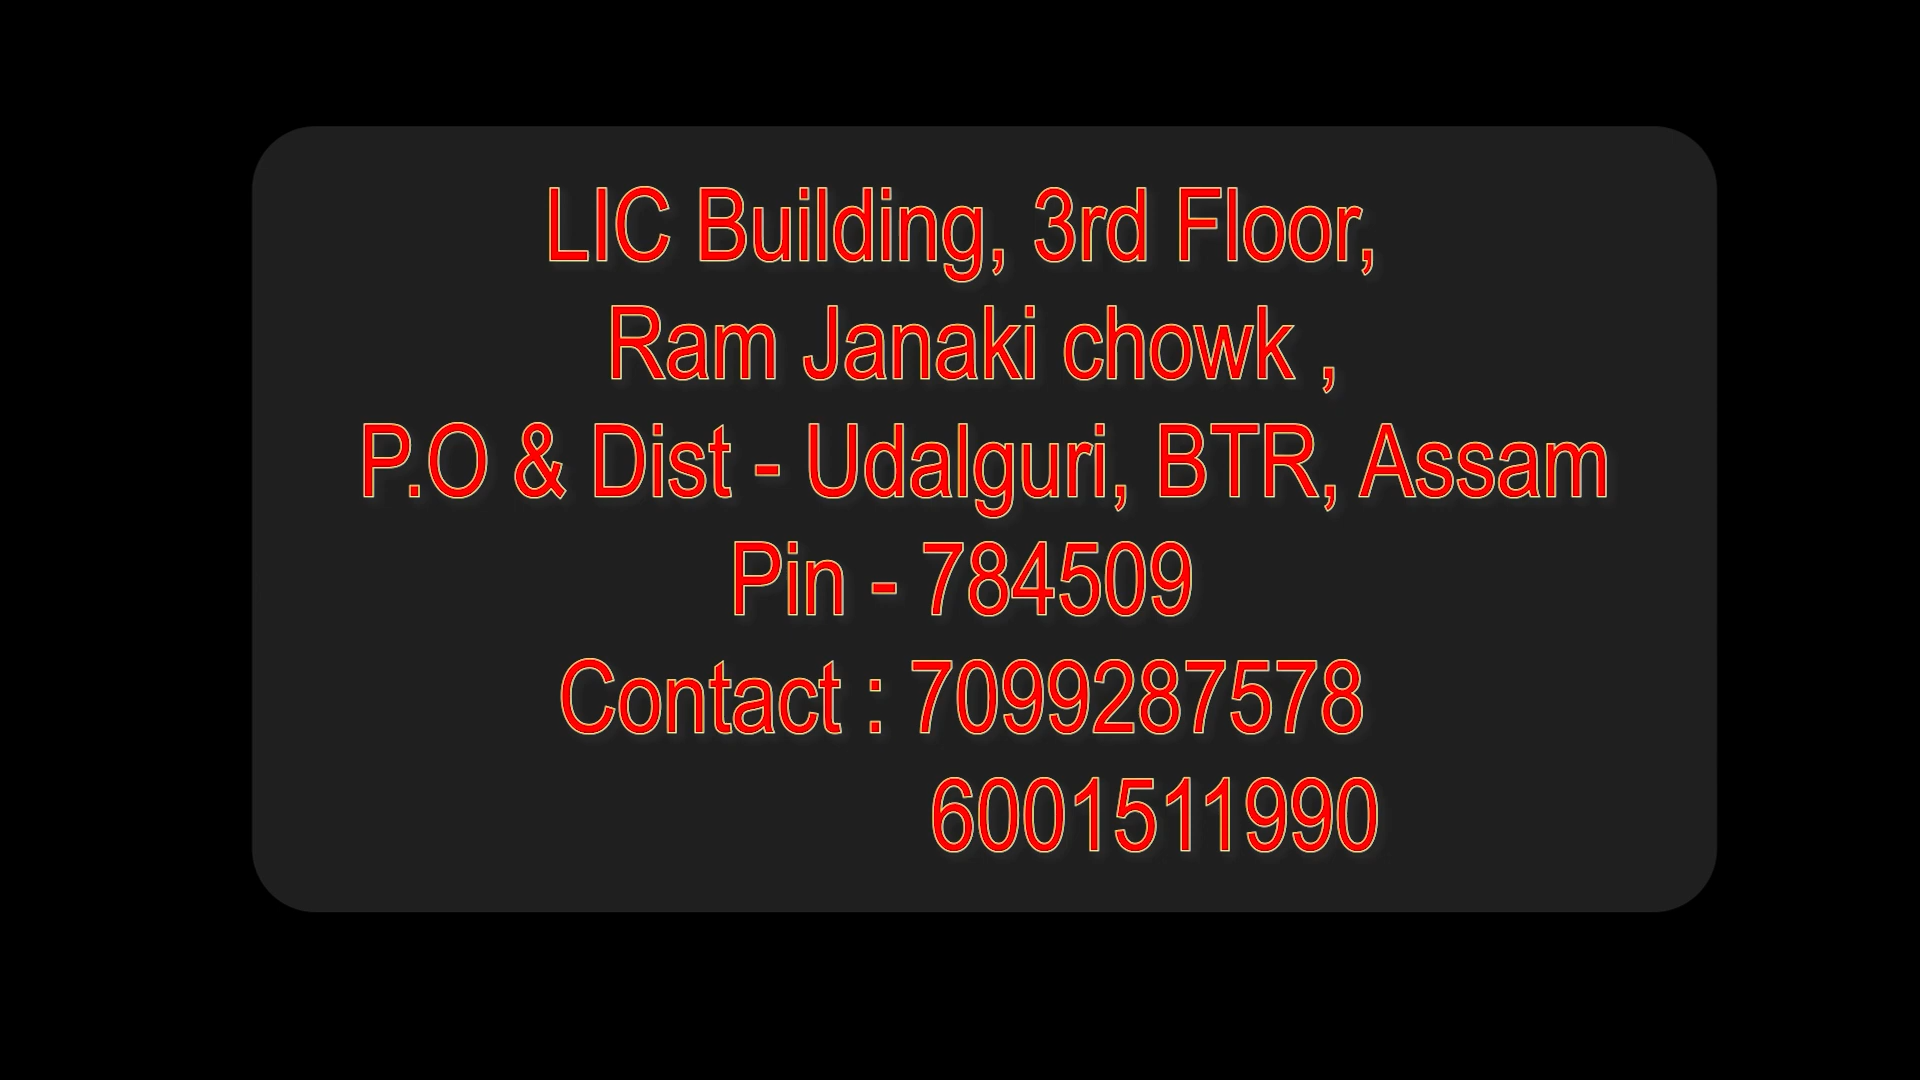 LIC Building, 3rd Floor,
Ram Janaki chowk ,
P.O & Dist - Udalguri, BTR, Assam
Pin - 784509
Contact : 7099287578
6001511990